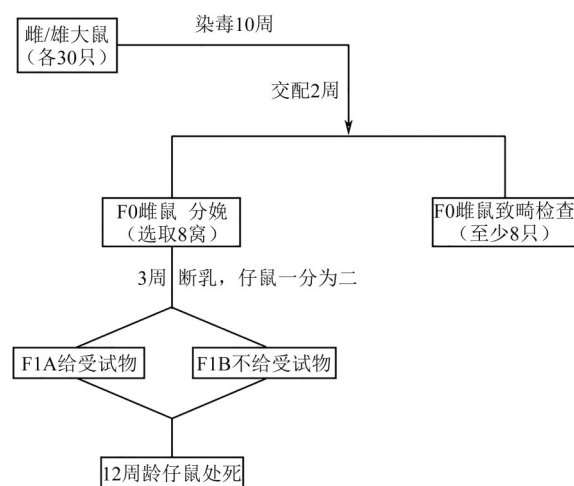 雌/雄大鼠
（各30只）
染毒10周
交配2周
F0雌鼠 分娩
（选取8窝）
F0雌鼠致畸检查
（至少8只）
3周 断乳，仔鼠一分为二
F1A给受试物
F1B不给受试物
12周龄仔鼠处死